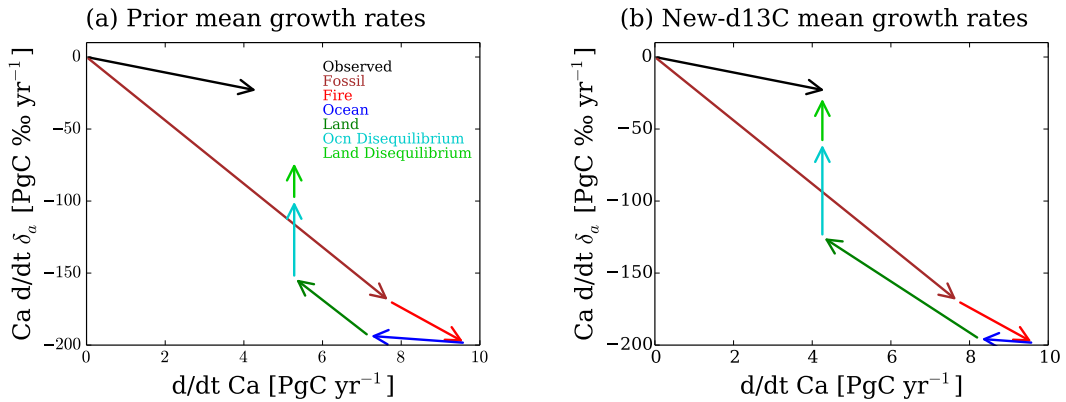 (a) Prior mean growth rates
Ca d/dt δₐ [PgC ‰ yr⁻¹]
0
−50
−100
−150
−200
Observed
Fossil
Fire
Ocean
Land
Ocn Disequilibrium
Land Disequilibrium
0 2 4 6 8 10
d/dt Ca [PgC yr⁻¹]
(b) New-d13C mean growth rates
Ca d/dt δₐ [PgC ‰ yr⁻¹]
0
−50
−100
−150
−200
0 2 4 6 8 10
d/dt Ca [PgC yr⁻¹]